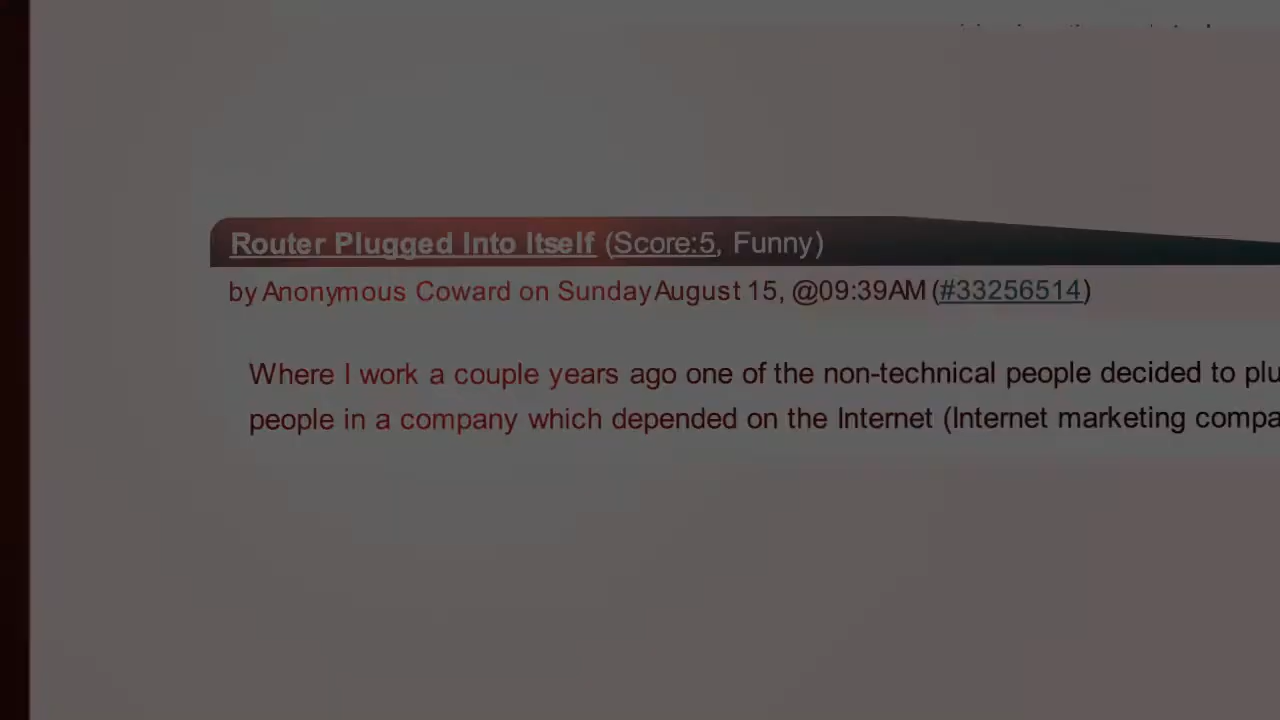 Router Plugged Into Itself (Score:5, Funny)
by Anonymous Coward on Sunday August 15, @09:39AM (#33256514)
Where I work a couple years ago one of the non-technical people decided to plu
people in a company which depended on the Internet (Internet marketing compa